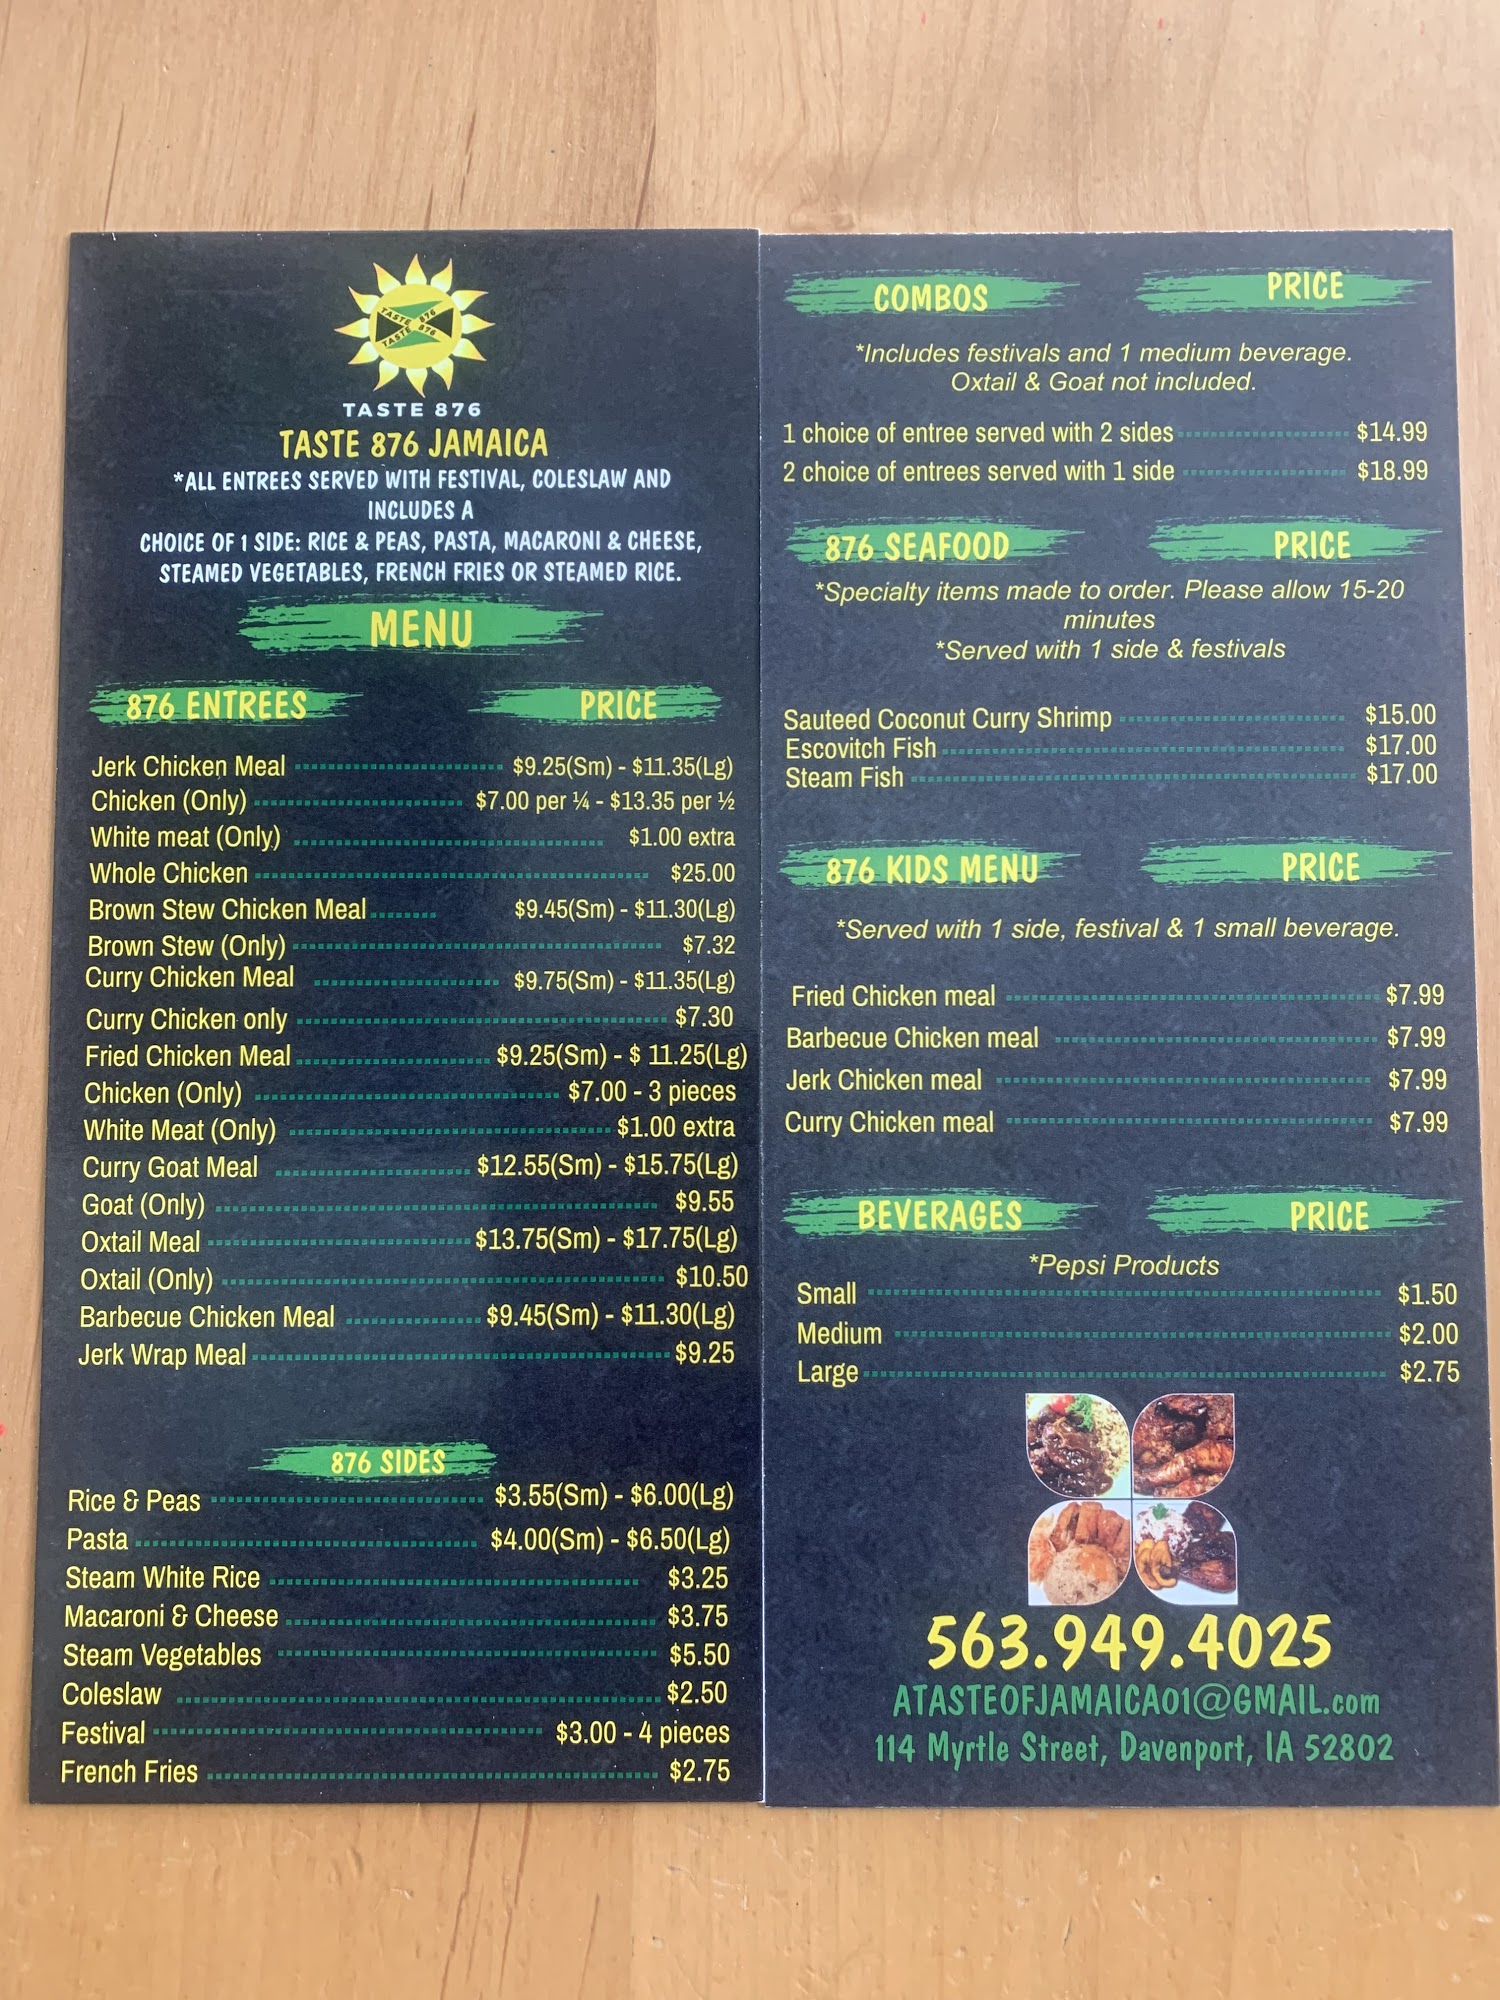 TASTE 876
TASTE 876
TASTE 876
TASTE 876 JAMAICA
*ALL ENTREES SERVED WITH FESTIVAL, COLESLAW AND
INCLUDES A
CHOICE OF 1 SIDE: RICE & PEAS, PASTA, MACARONI & CHEESE,
STEAMED VEGETABLES, FRENCH FRIES OR STEAMED RICE.
MENU
876 ENTREES PRICE
Jerk Chicken Meal $9.25(Sm) - $11.35(Lg)
Chicken (Only) $7.00 per ¼ - $13.35 per ½
White meat (Only) $1.00 extra
Whole Chicken $25.00
Brown Stew Chicken Meal $9.45(Sm) - $11.30(Lg)
Brown Stew (Only) $7.32
Curry Chicken Meal $9.75(Sm) - $11.35(Lg)
Curry Chicken only $7.30
Fried Chicken Meal $9.25(Sm) - $ 11.25(Lg)
Chicken (Only) $7.00 - 3 pieces
White Meat (Only) $1.00 extra
Curry Goat Meal $12.55(Sm) - $15.75(Lg)
Goat (Only) $9.55
Oxtail Meal $13.75(Sm) - $17.75(Lg)
Oxtail (Only) $10.50
Barbecue Chicken Meal $9.45(Sm) - $11.30(Lg)
Jerk Wrap Meal $9.25
876 SIDES
Rice & Peas $3.55(Sm) - $6.00(Lg)
Pasta $4.00(Sm) - $6.50(Lg)
Steam White Rice $3.25
Macaroni & Cheese $3.75
Steam Vegetables $5.50
Coleslaw $2.50
Festival $3.00 - 4 pieces
French Fries $2.75
COMBOS PRICE
*Includes festivals and 1 medium beverage.
Oxtail & Goat not included.
1 choice of entree served with 2 sides $14.99
2 choice of entrees served with 1 side $18.99
876 SEAFOOD PRICE
*Specialty items made to order. Please allow 15-20
minutes
*Served with 1 side & festivals
Sauteed Coconut Curry Shrimp $15.00
Escovitch Fish $17.00
Steam Fish $17.00
876 KIDS MENU PRICE
*Served with 1 side, festival & 1 small beverage.
Fried Chicken meal $7.99
Barbecue Chicken meal $7.99
Jerk Chicken meal $7.99
Curry Chicken meal $7.99
BEVERAGES PRICE
*Pepsi Products
Small $1.50
Medium $2.00
Large $2.75
563.949.4025
ATASTEOFJAMAICA01@GMAIL.com
114 Myrtle Street, Davenport, IA 52802